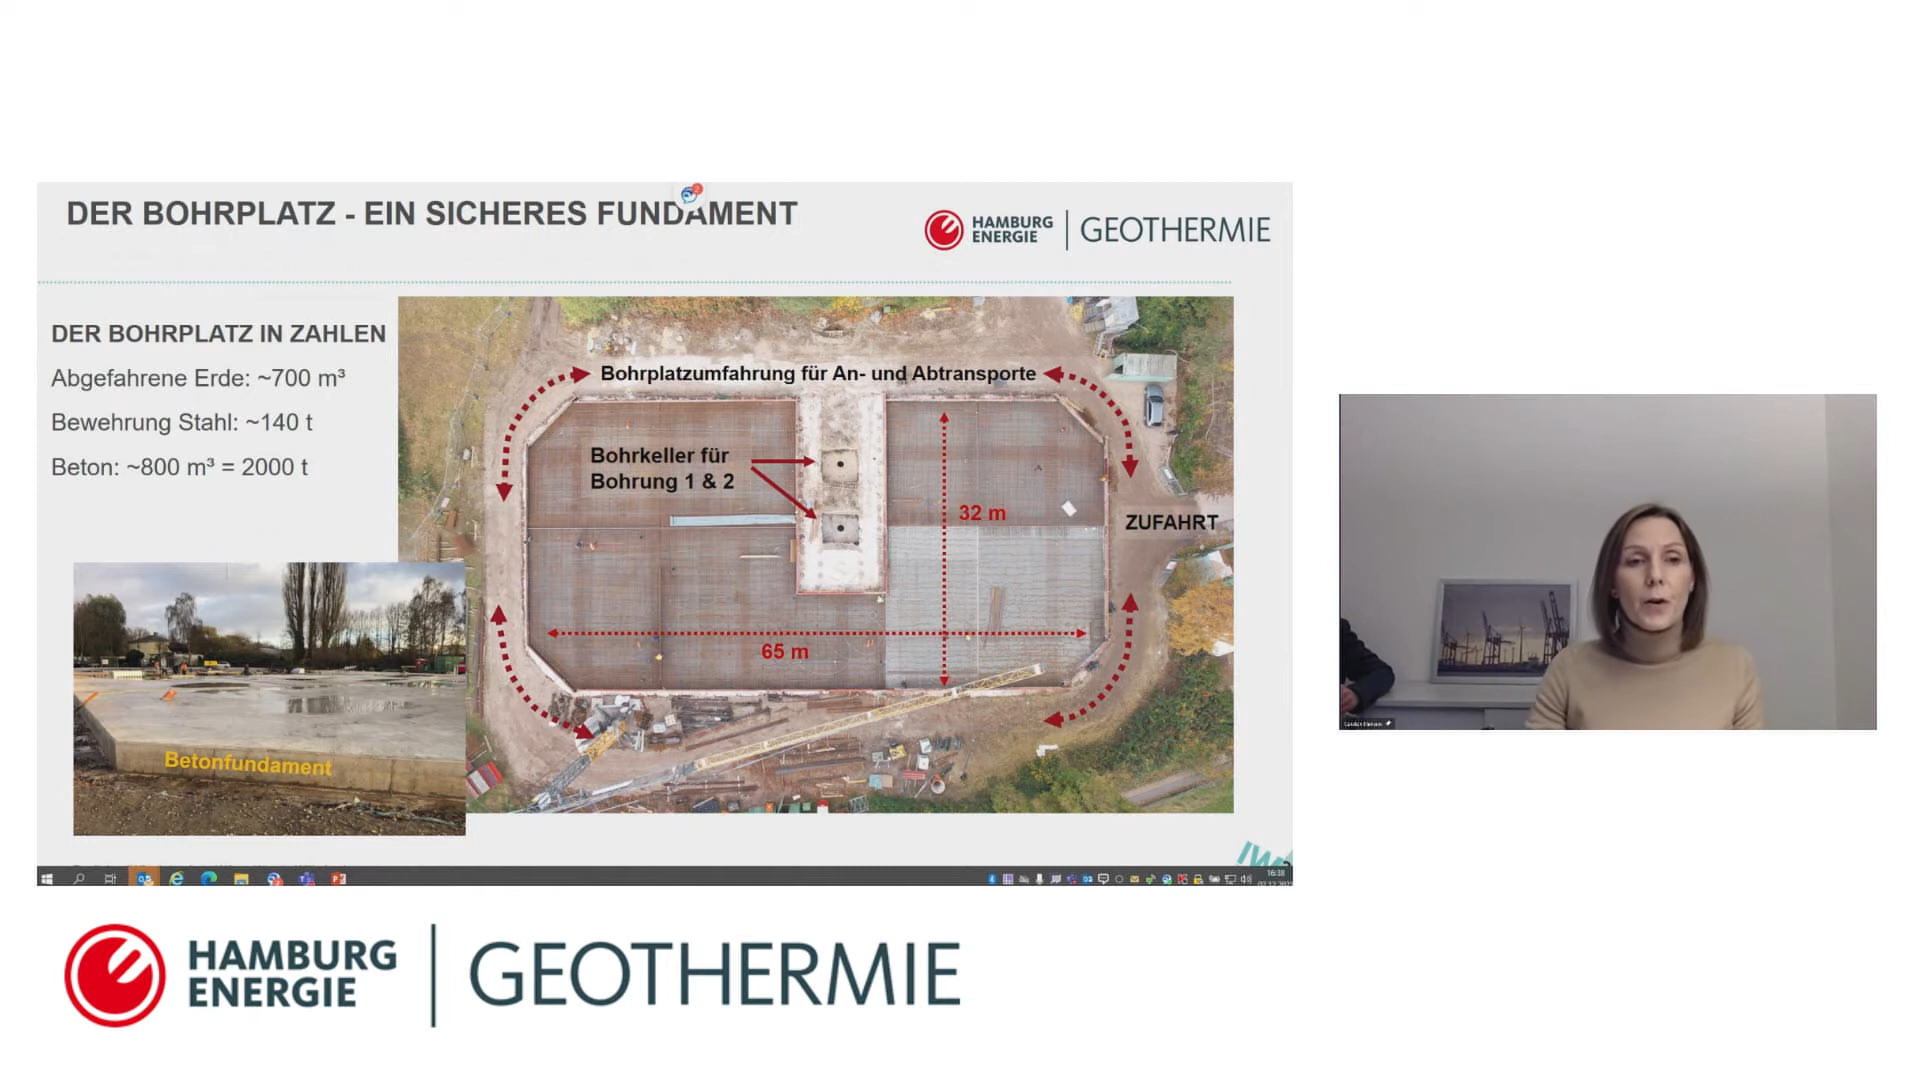 DER BOHRPLATZ - EIN SICHERES FUNDAMENT
HAMBURG
ENERGIE
GEOTHERMIE
DER BOHRPLATZ IN ZAHLEN
Abgefahrene Erde: ~700 m³
Bewehrung Stahl: ~140 t
Beton: ~800 m³ = 2000 t
Bohrplatzumfahrung für An- und Abtransporte
Bohrkeller für
Bohrung 1 & 2
32 m
ZUFAHRT
65 m
Betonfundament
16:38
HAMBURG
ENERGIE
GEOTHERMIE